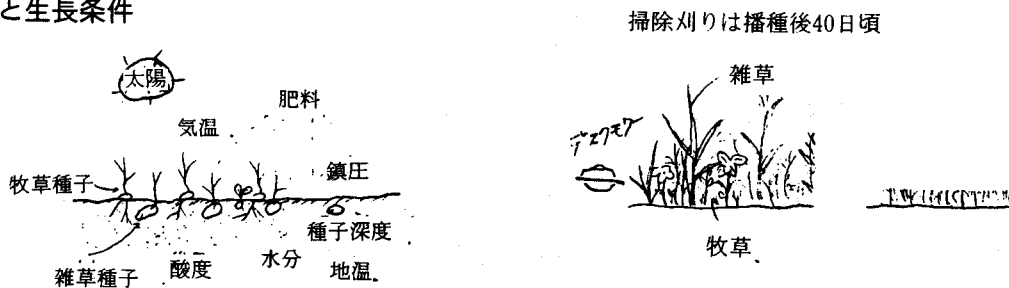 と生長条件
太陽
肥料
気温
牧草種子
鎮圧
種子深度
雑草種子
酸度
水分
地温
掃除刈りは播種後40日頃
雑草
デスクモア
牧草